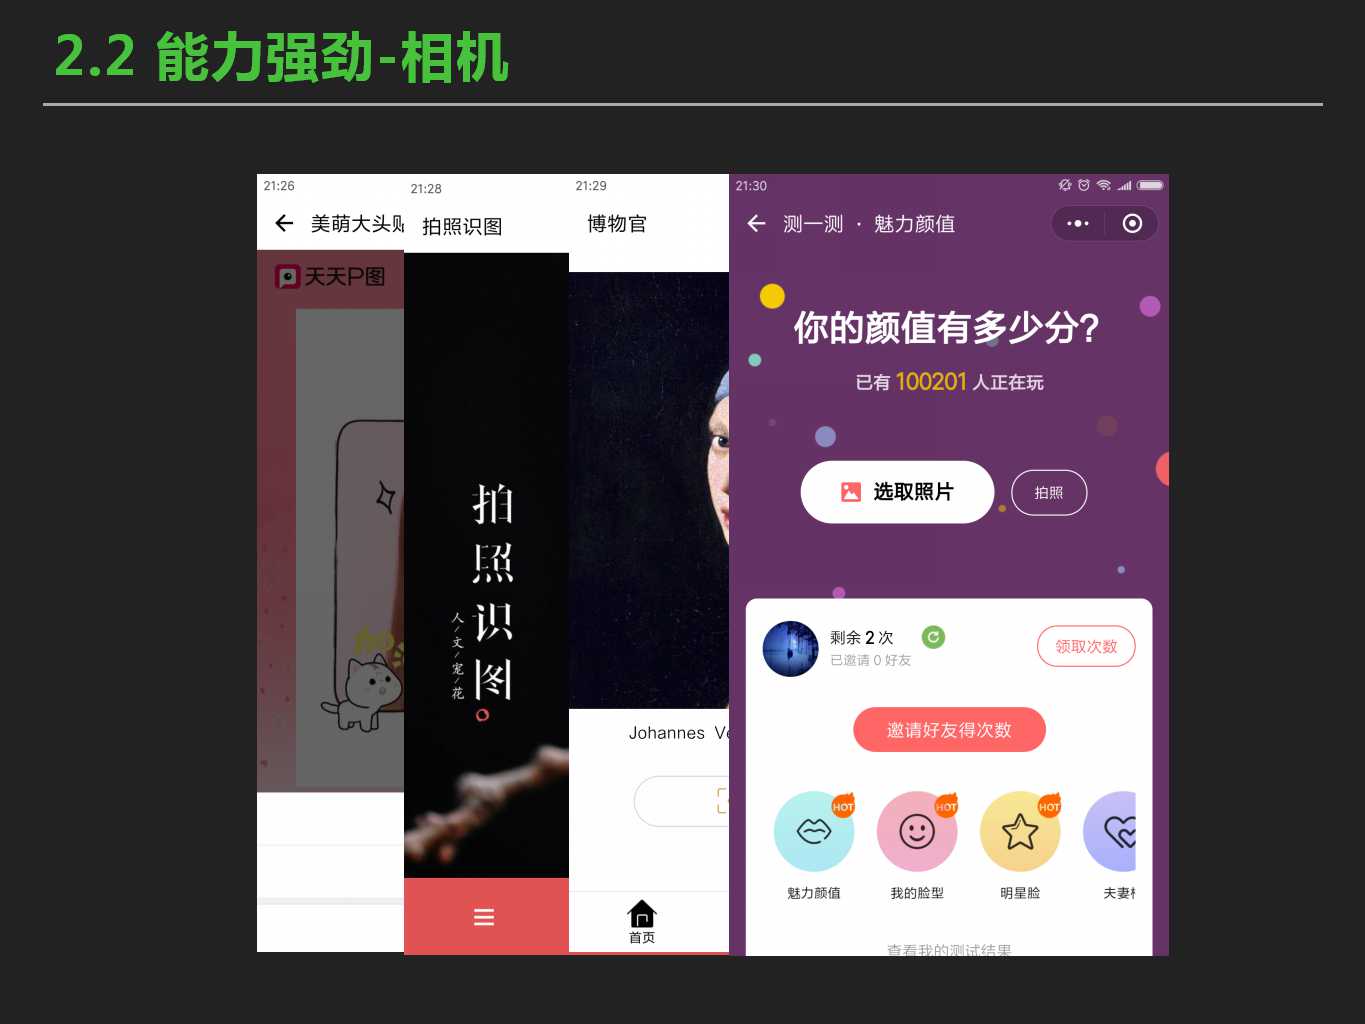 2.2 能力强劲-相机
21:26
美萌大头贴
天天P图
21:28
拍照识图
拍照识图
人/文/宠/花
21:29
博物官
Johannes Ve
首页
21:30
测一测 · 魅力颜值
你的颜值有多少分?
已有 100201 人正在玩
选取照片
拍照
剩余 2 次
已邀请 0 好友
领取次数
邀请好友得次数
HOT
HOT
HOT
魅力颜值
我的脸型
明星脸
夫妻
查看我的测试结果